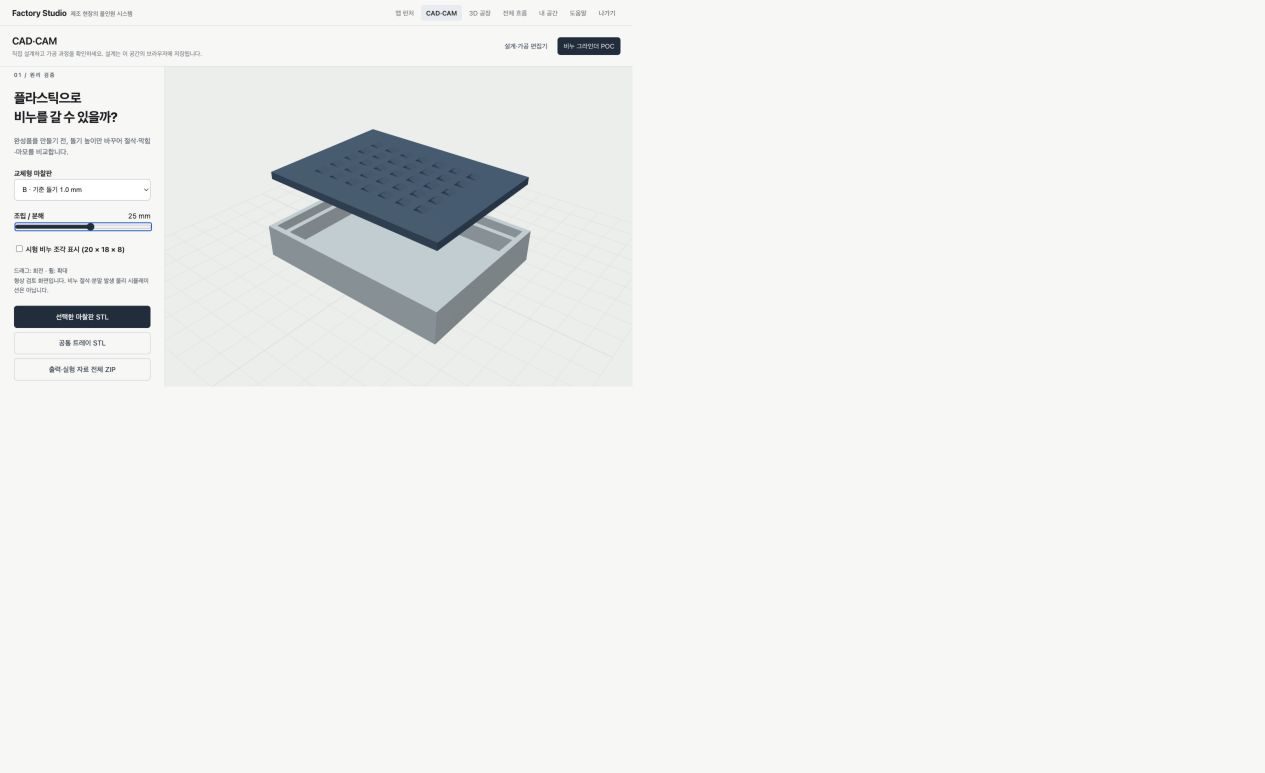 Factory Studio 제조 현장의 올인원 시스템
앱 런처 CAD·CAM 3D 공장 전체 흐름 내 공간 도움말 나가기
CAD·CAM
직접 설계하고 가공 과정을 확인하세요. 설계는 이 공간의 브라우저에 저장됩니다.
설계·가공 편집기 비누 그라인더 POC
01 / 원리 검증
플라스틱으로
비누를 갈 수 있을까?
완성품을 만들기 전, 돌기 높이만 바꾸어 절삭·막힘
·마모를 비교합니다.
교체형 마찰판
B · 기준 돌기 1.0 mm
조립 / 분해 25 mm
시험 비누 조각 표시 (20 × 18 × 8)
드래그: 회전 · 휠: 확대
형상 검토 화면입니다. 비누 절삭·분말 발생 물리 시뮬레이
션은 아닙니다.
선택한 마찰판 STL
공통 트레이 STL
출력·실험 자료 전체 ZIP